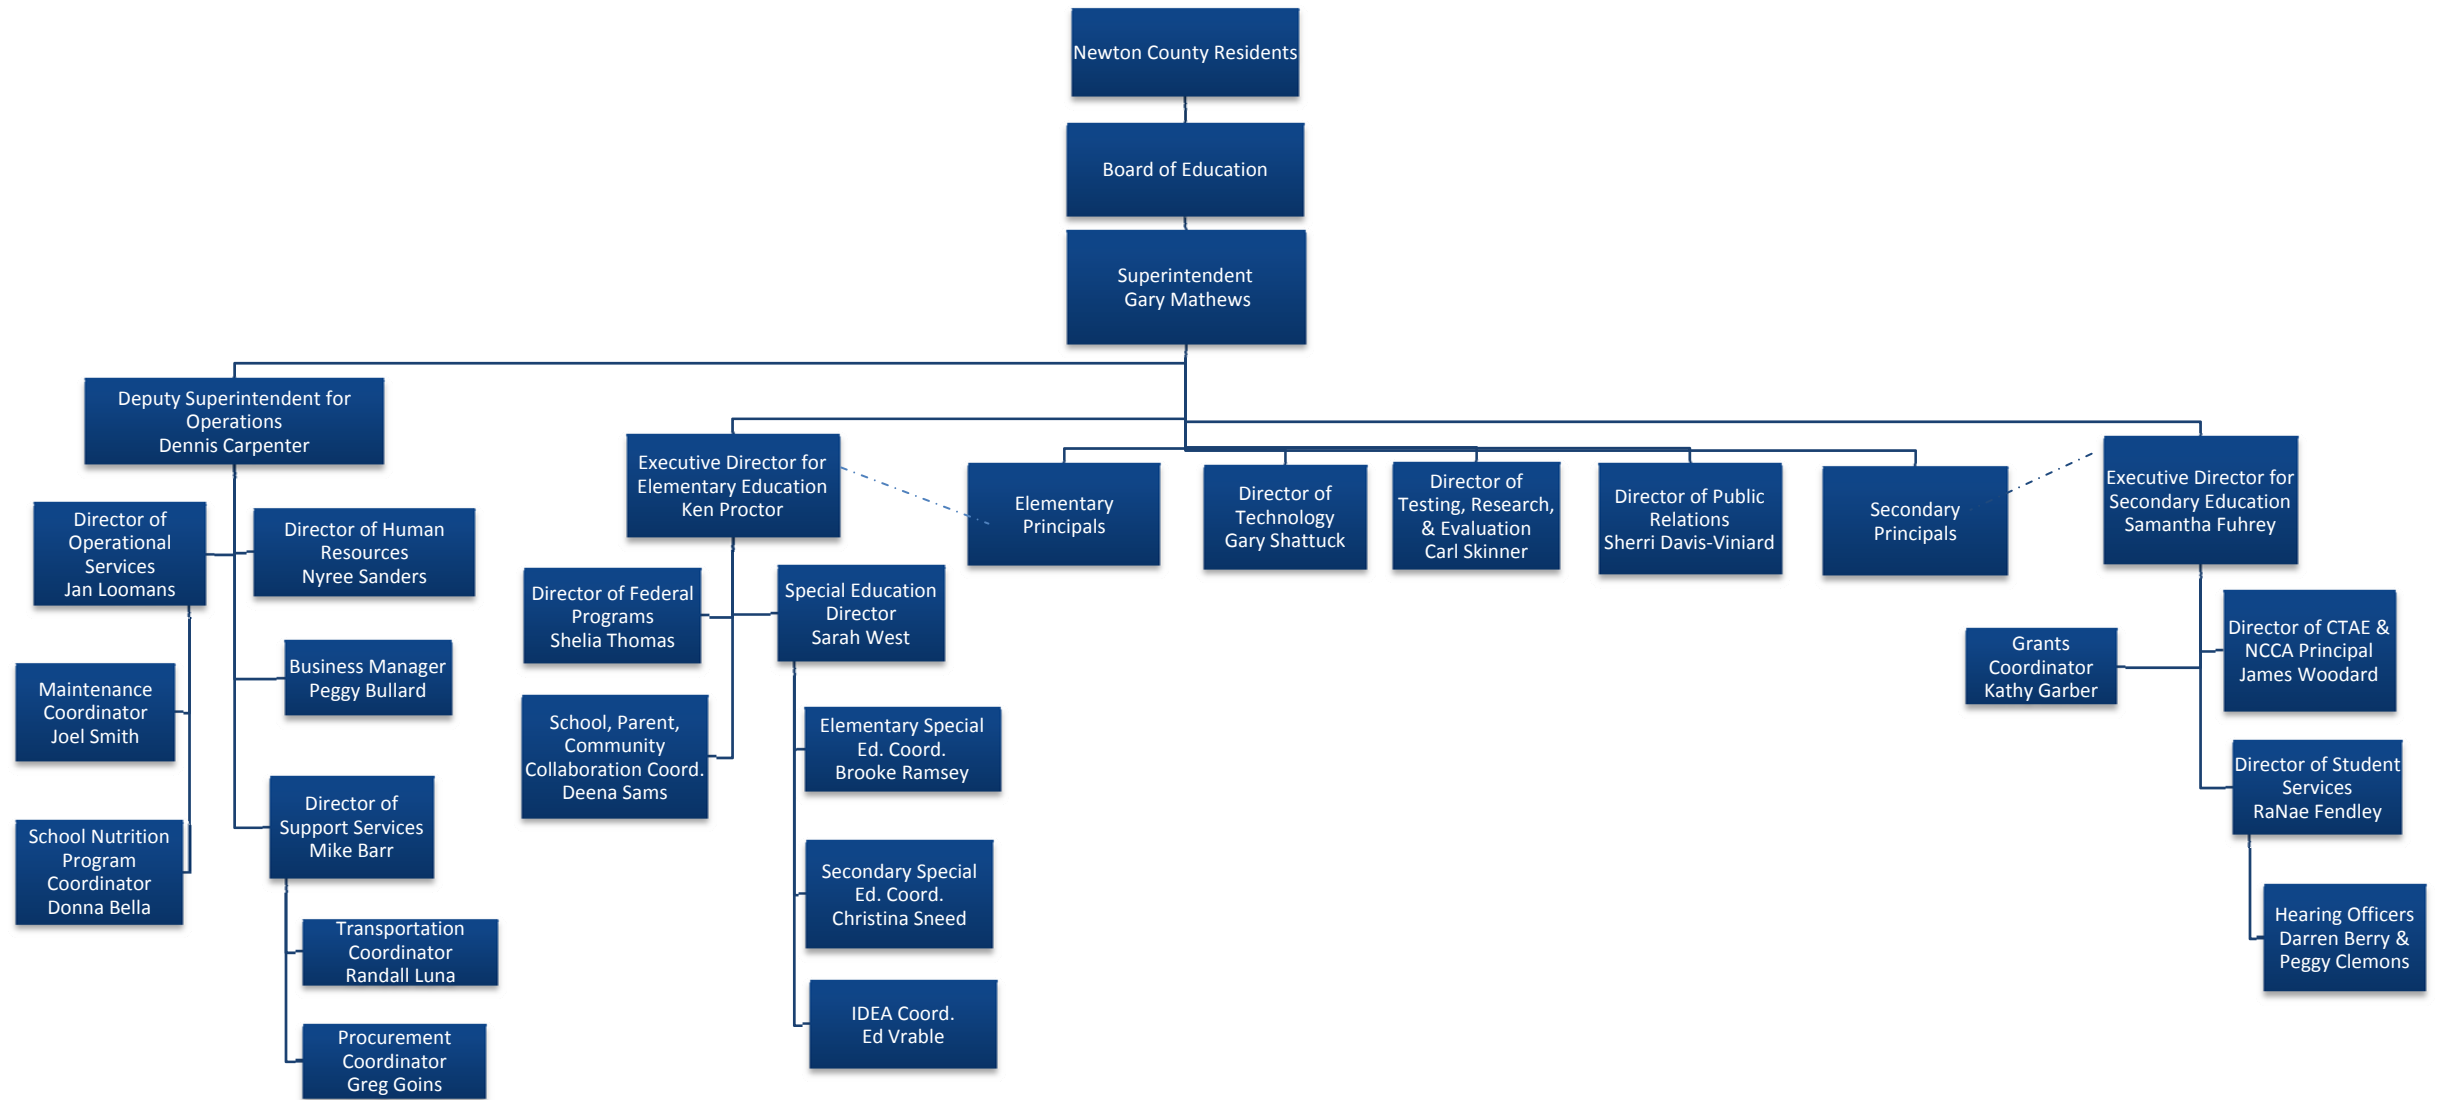 Newton County Residents
Board of Education
Superintendent
Gary Mathews
Deputy Superintendent for
Operations
Dennis Carpenter
Executive Director for
Elementary Education
Ken Proctor
Elementary
Principals
Director of
Technology
Gary Shattuck
Director of
Testing, Research,
& Evaluation
Carl Skinner
Director of Public
Relations
Sherri Davis-Viniard
Secondary
Principals
Executive Director for
Secondary Education
Samantha Fuhrey
Director of
Operational
Services
Jan Loomans
Director of Human
Resources
Nyree Sanders
Business Manager
Peggy Bullard
Maintenance
Coordinator
Joel Smith
School Nutrition
Program
Coordinator
Donna Bella
Director of
Support Services
Mike Barr
Transportation
Coordinator
Randall Luna
Procurement
Coordinator
Greg Goins
Director of Federal
Programs
Shelia Thomas
Special Education
Director
Sarah West
School, Parent,
Community
Collaboration Coord.
Deena Sams
Elementary Special
Ed. Coord.
Brooke Ramsey
Secondary Special
Ed. Coord.
Christina Sneed
IDEA Coord.
Ed Vrable
Grants
Coordinator
Kathy Garber
Director of CTAE &
NCCA Principal
James Woodard
Director of Student
Services
RaNae Fendley
Hearing Officers
Darren Berry &
Peggy Clemons